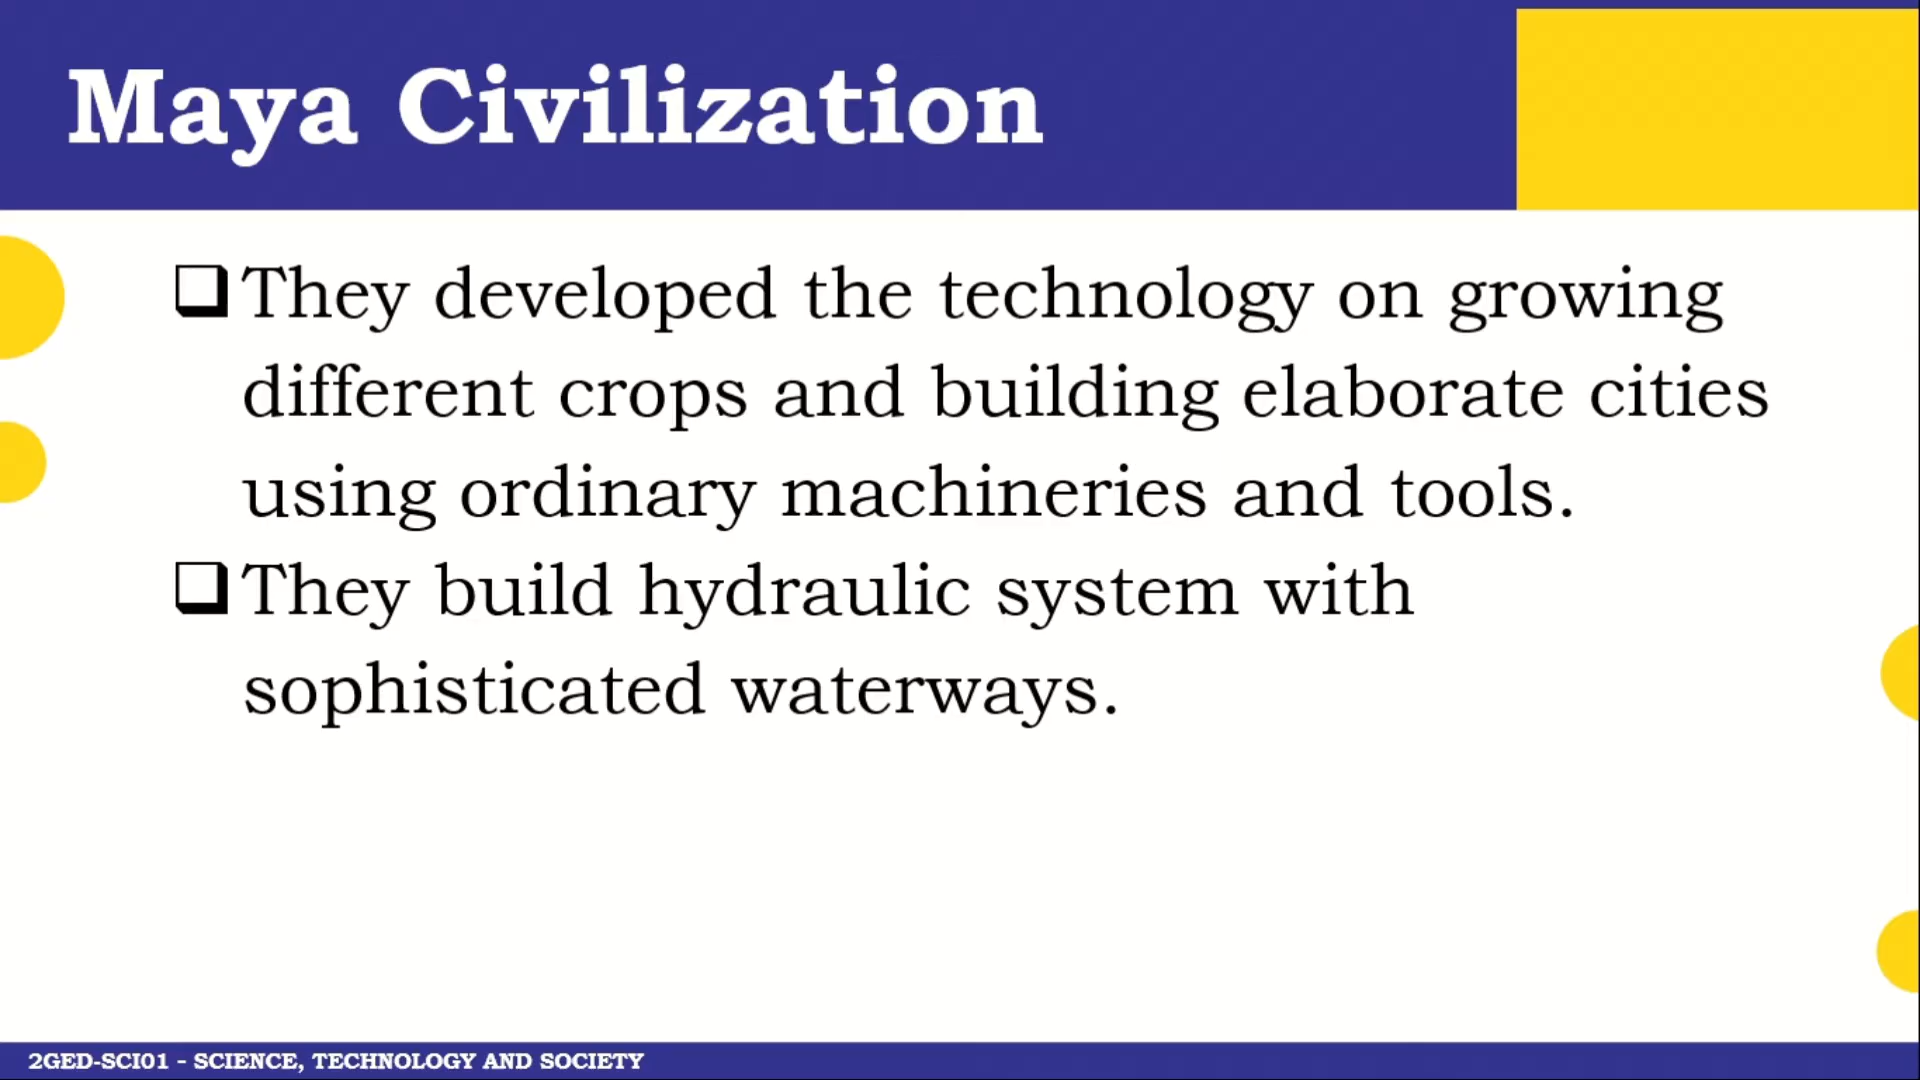 Maya Civilization
They developed the technology on growing
different crops and building elaborate cities
using ordinary machineries and tools.
They build hydraulic system with
sophisticated waterways.
2GED-SCI01 - SCIENCE, TECHNOLOGY AND SOCIETY